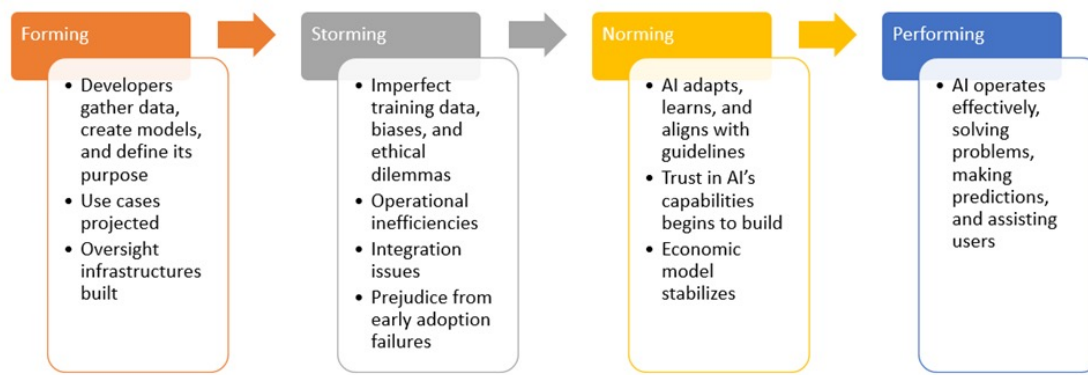 Forming
• Developers
gather data,
create models,
and define its
purpose
• Use cases
projected
• Oversight
infrastructures
built
Storming
• Imperfect
training data,
biases, and
ethical
dilemmas
• Operational
inefficiencies
• Integration
issues
• Prejudice from
early adoption
failures
Norming
• AI adapts,
learns, and
aligns with
guidelines
• Trust in AI’s
capabilities
begins to build
• Economic
model
stabilizes
Performing
• AI operates
effectively,
solving
problems,
making
predictions,
and assisting
users